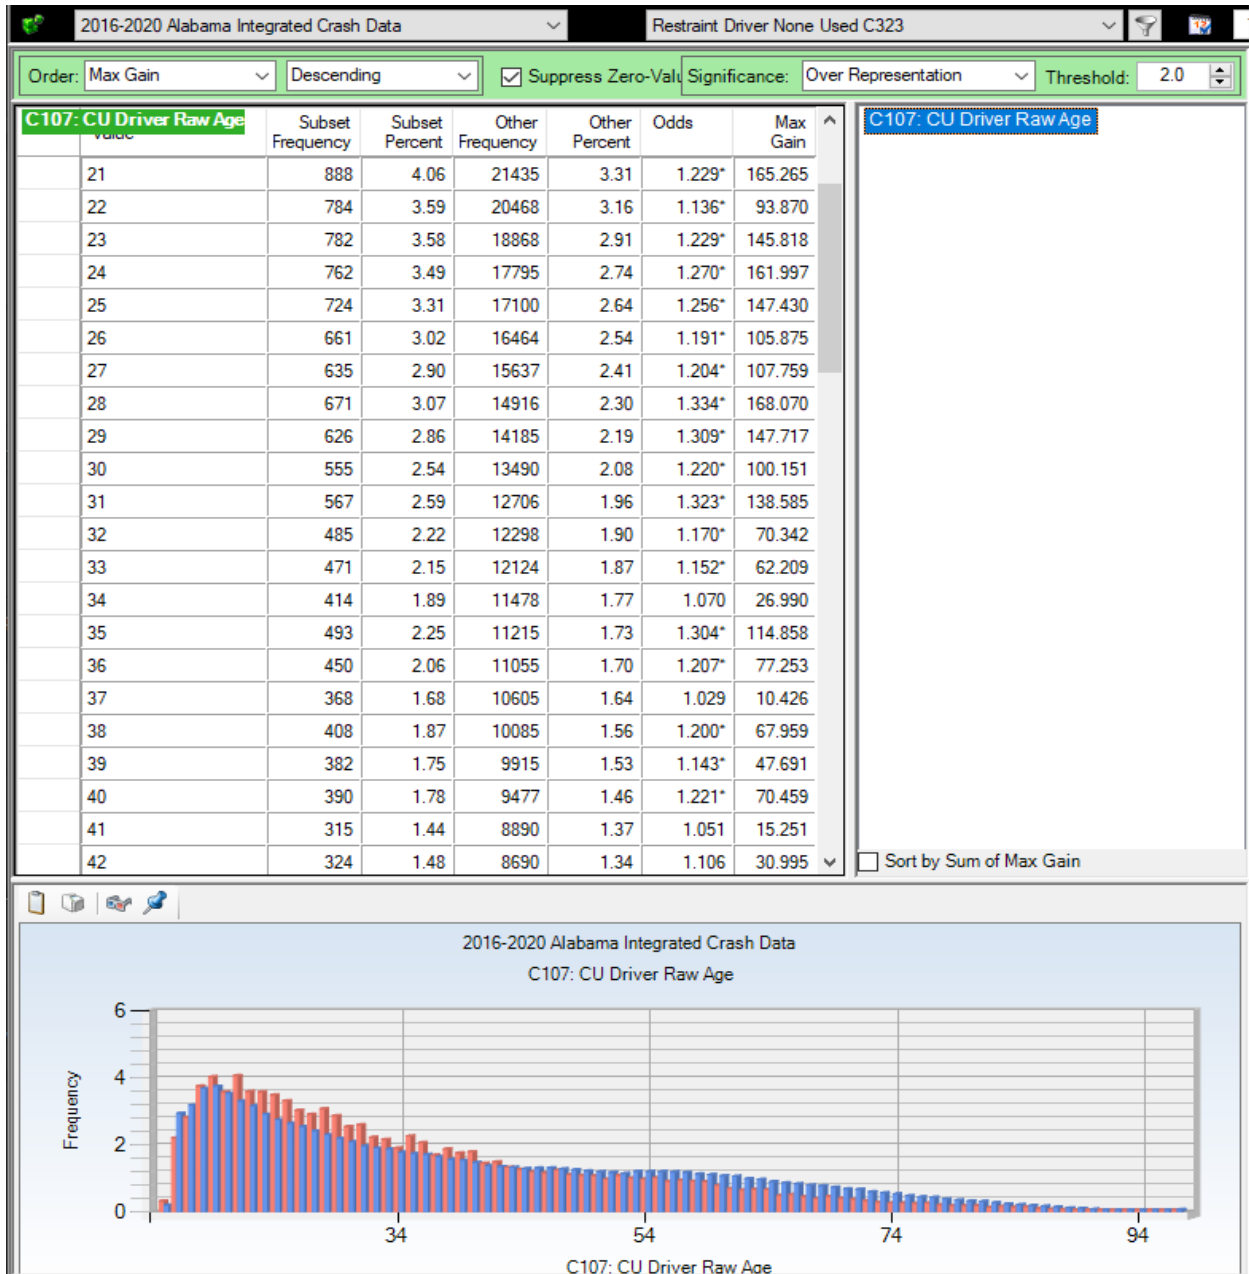 2016-2020 Alabama Integrated Crash Data Restraint Driver None Used C323
Order: Max Gain Descending Suppress Zero-Valu Significance: Over Representation Threshold: 2.0
C107: CU Driver Raw Age Subset Frequency Subset Percent Other Frequency Other Percent Odds Max Gain C107: CU Driver Raw Age
21 888 4.06 21435 3.31 1.229* 165.265
22 784 3.59 20468 3.16 1.136* 93.870
23 782 3.58 18868 2.91 1.229* 145.818
24 762 3.49 17795 2.74 1.270* 161.997
25 724 3.31 17100 2.64 1.256* 147.430
26 661 3.02 16464 2.54 1.191* 105.875
27 635 2.90 15637 2.41 1.204* 107.759
28 671 3.07 14916 2.30 1.334* 168.070
29 626 2.86 14185 2.19 1.309* 147.717
30 555 2.54 13490 2.08 1.220* 100.151
31 567 2.59 12706 1.96 1.323* 138.585
32 485 2.22 12298 1.90 1.170* 70.342
33 471 2.15 12124 1.87 1.152* 62.209
34 414 1.89 11478 1.77 1.070 26.990
35 493 2.25 11215 1.73 1.304* 114.858
36 450 2.06 11055 1.70 1.207* 77.253
37 368 1.68 10605 1.64 1.029 10.426
38 408 1.87 10085 1.56 1.200* 67.959
39 382 1.75 9915 1.53 1.143* 47.691
40 390 1.78 9477 1.46 1.221* 70.459
41 315 1.44 8890 1.37 1.051 15.251
42 324 1.48 8690 1.34 1.106 30.995 Sort by Sum of Max Gain
2016-2020 Alabama Integrated Crash Data
C107: CU Driver Raw Age
6
4
2
0
Frequency
34 54 74 94
C107: CU Driver Raw Age